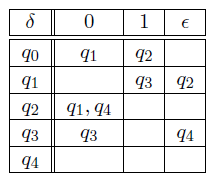 δ 0 1 ϵ
q0 q1 q2
q1 q3 q2
q2 q1, q4
q3 q3 q4
q4